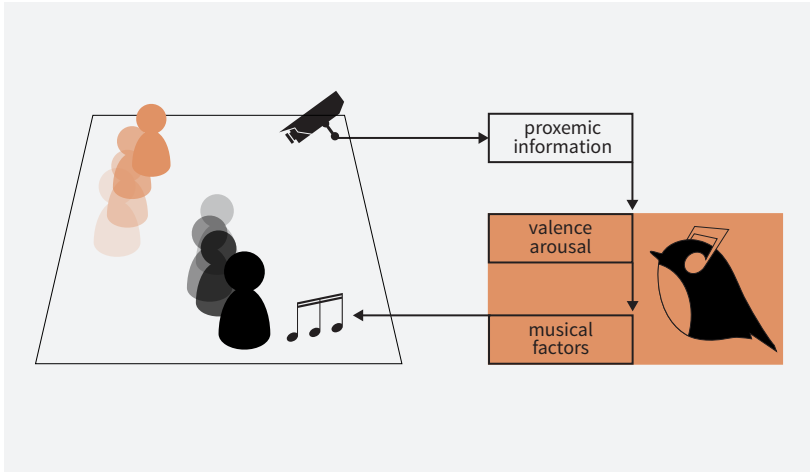 proxemic
information
valence
arousal
musical
factors